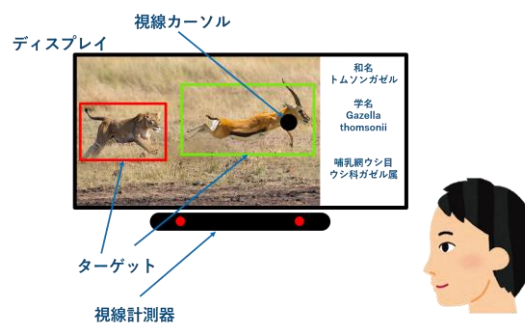 視線カーソル
ディスプレイ
和名
トムソンガゼル
学名
Gazella
thomsonii
哺乳網ウシ目
ウシ科ガゼル属
ターゲット
視線計測器